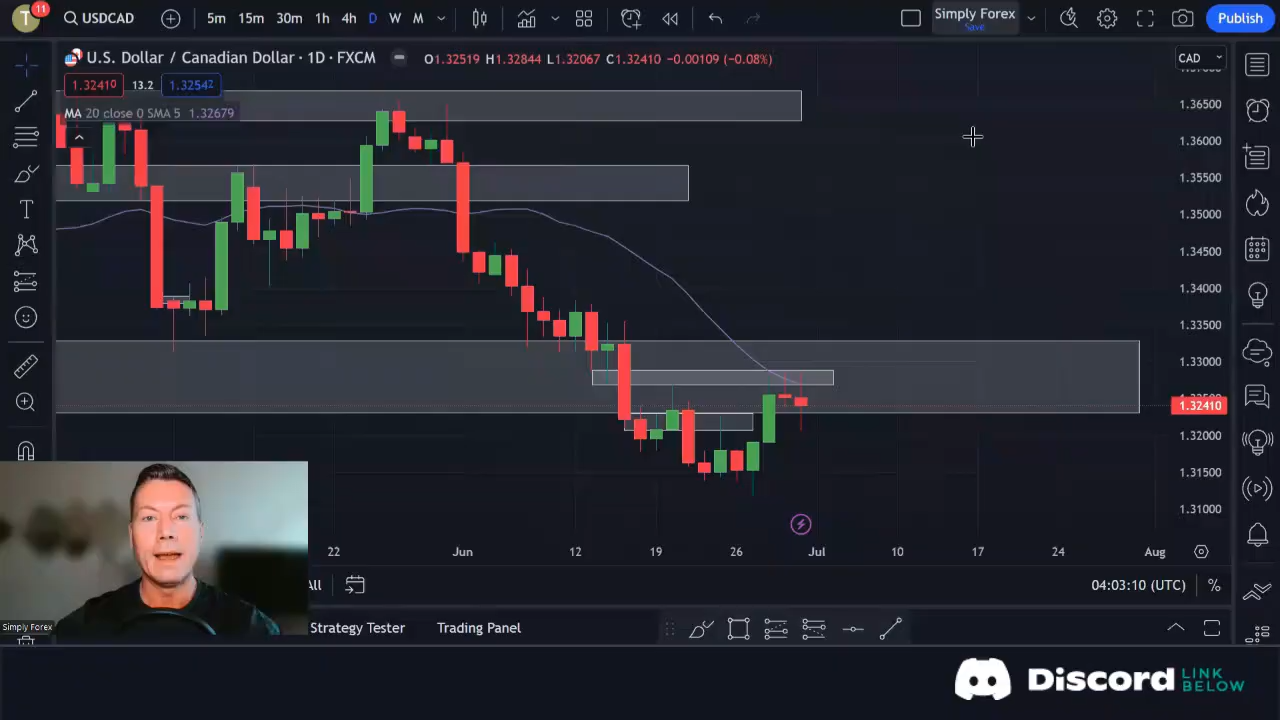 T
11
USDCAD
5m 15m 30m 1h 4h D W M
Simply Forex
Save
Publish
U.S. Dollar / Canadian Dollar · 1D · FXCM
O1.32519 H1.32844 L1.32067 C1.32410 −0.00109 (−0.08%)
CAD
1.32410 13.2 1.32542
MA 20 close 0 SMA 5 1.32679
1.36500
1.36000
1.35500
1.35000
1.34500
1.34000
1.33500
1.33000
1.32410
1.32000
1.31500
1.31000
22 Jun 12 19 26 Jul 10 17 24 Aug
All
04:03:10 (UTC)
%
Simply Forex
Strategy Tester Trading Panel
Discord
LINK
BELOW